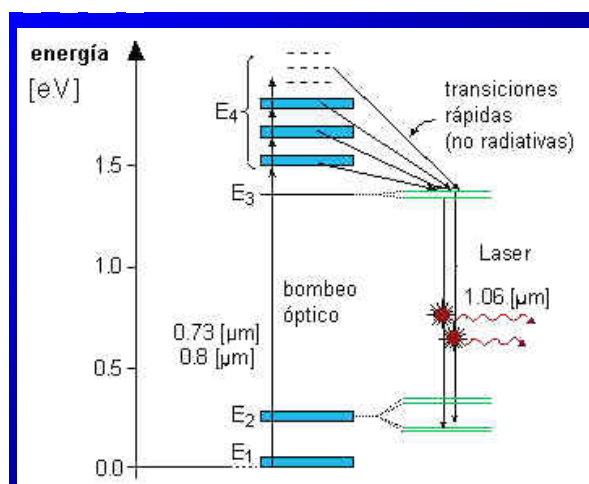 energía
[eV]
E4
transiciones
rápidas
(no radiativas)
1.5
E3
1.0
Laser
bombeo
óptico
1.06 [µm]
0.73 [µm]
0.8 [µm]
0.5
E2
E1
0.0